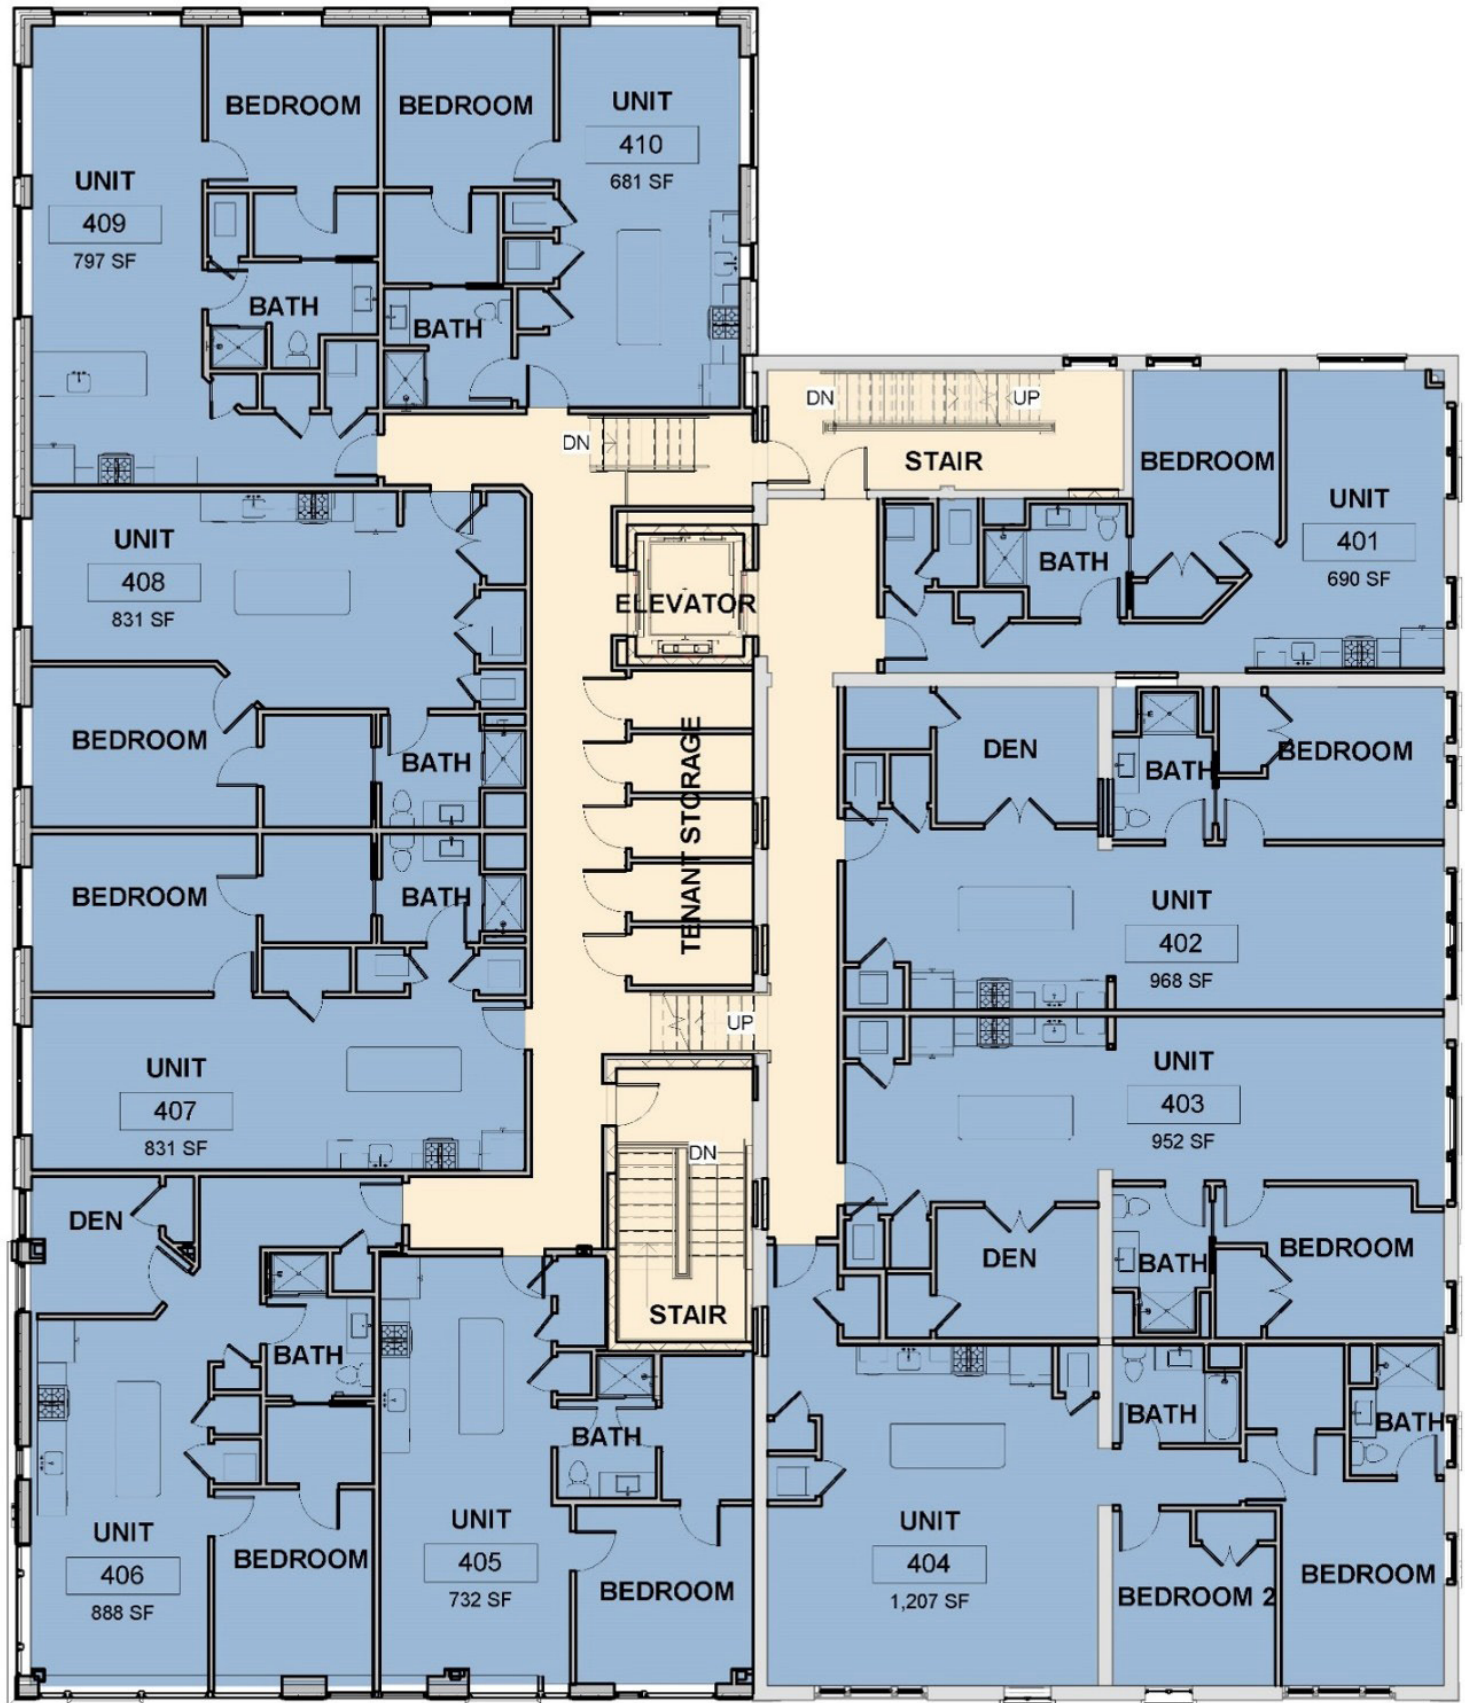 UNIT
409
797 SF
BEDROOM
BATH
BEDROOM
BATH
UNIT
410
681 SF
DN
DN
UP
STAIR
BEDROOM
UNIT
401
690 SF
BATH
UNIT
408
831 SF
BEDROOM
BATH
ELEVATOR
TENANT STORAGE
DEN
BATH
BEDROOM
UNIT
402
968 SF
BEDROOM
BATH
UNIT
407
831 SF
UP
UNIT
403
952 SF
DEN
BATH
BEDROOM
DN
STAIR
DEN
BATH
UNIT
406
888 SF
BEDROOM
UNIT
405
732 SF
BATH
BEDROOM
UNIT
404
1,207 SF
BATH
BATH
BEDROOM 2
BEDROOM